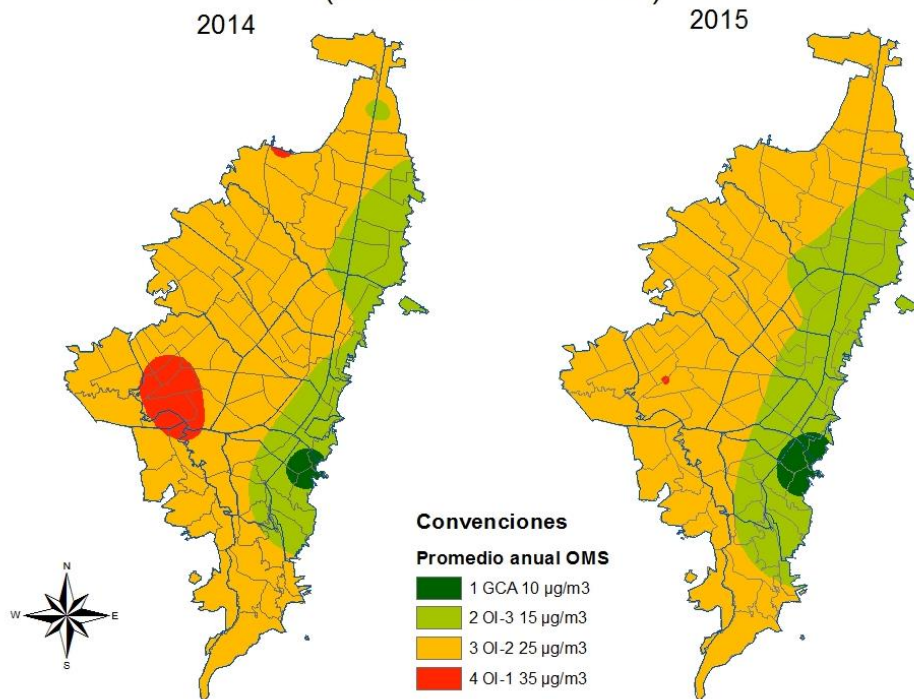 2014
2015
N
W
E
S
Convenciones
Promedio anual OMS
1 GCA 10 µg/m3
2 OI-3 15 µg/m3
3 OI-2 25 µg/m3
4 OI-1 35 µg/m3